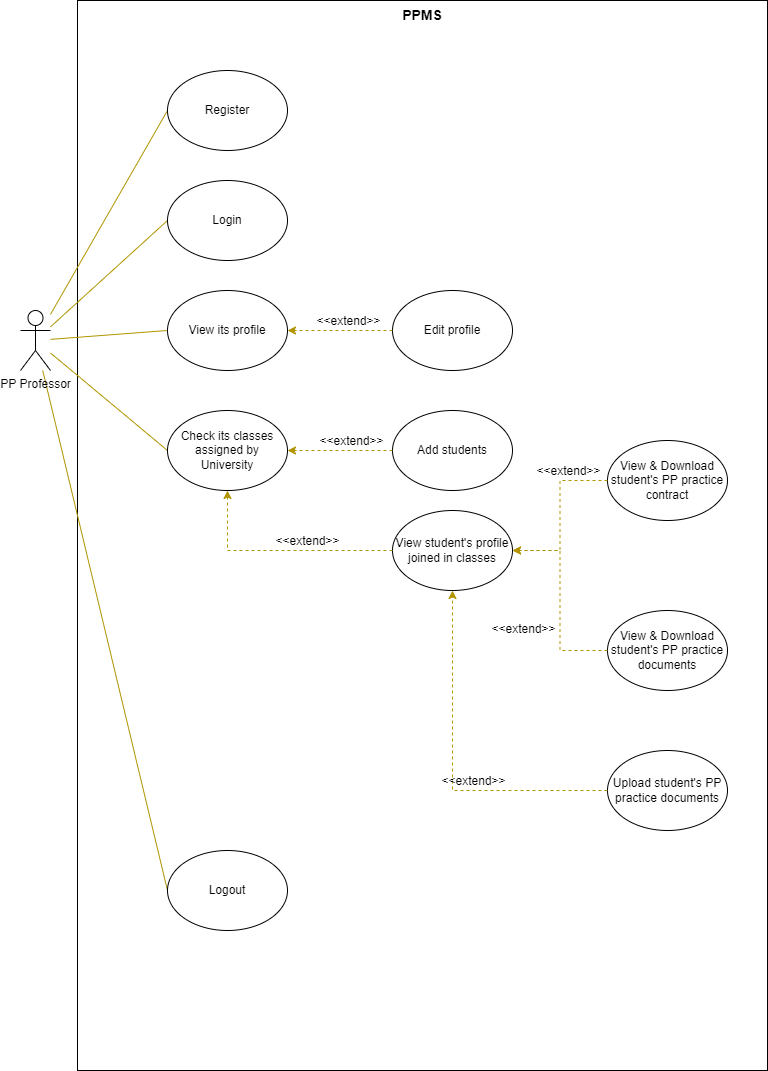 PPMS
Register
Login
View its profile
<<extend>>
Edit profile
PP Professor
Check its classes
assigned by
University
<<extend>>
Add students
<<extend>>
View & Download
student's PP practice
contract
<<extend>>
View student's profile
joined in classes
<<extend>>
View & Download
student's PP practice
documents
<<extend>>
Upload student's PP
practice documents
Logout